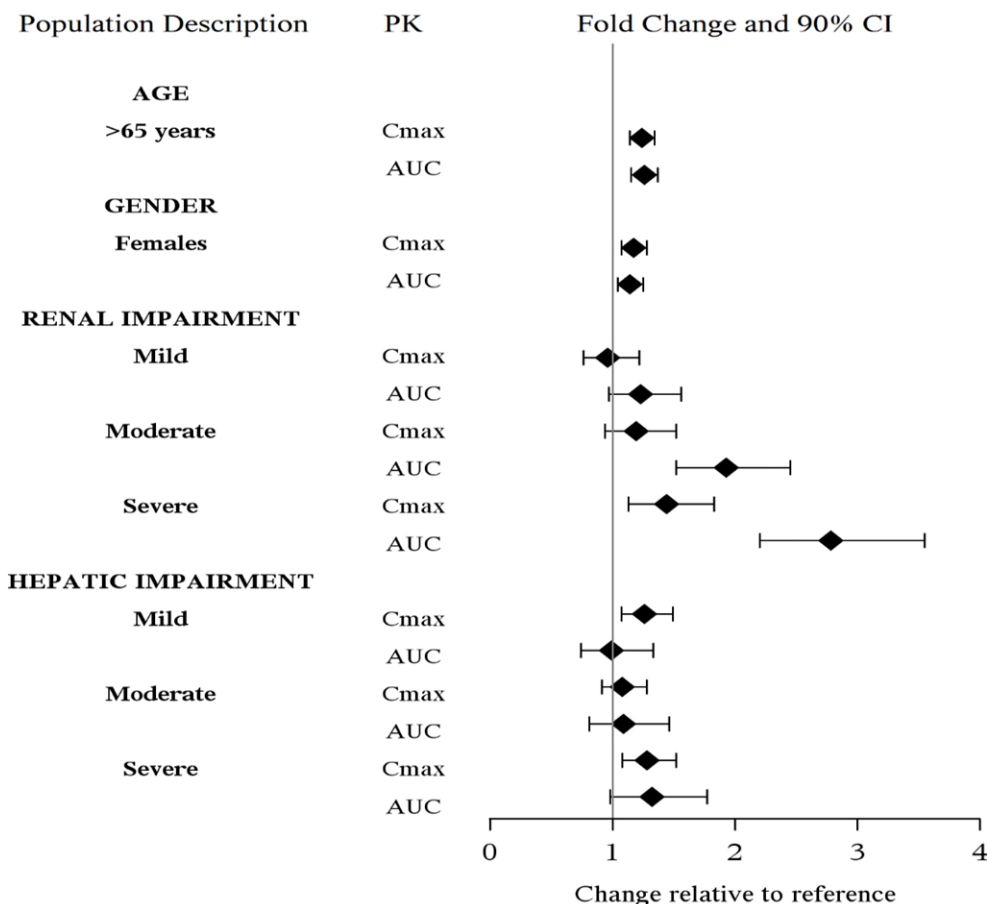 Population Description PK Fold Change and 90% CI
AGE
>65 years Cmax
AUC
GENDER
Females Cmax
AUC
RENAL IMPAIRMENT
Mild Cmax
AUC
Moderate Cmax
AUC
Severe Cmax
AUC
HEPATIC IMPAIRMENT
Mild Cmax
AUC
Moderate Cmax
AUC
Severe Cmax
AUC
0 1 2 3 4
Change relative to reference